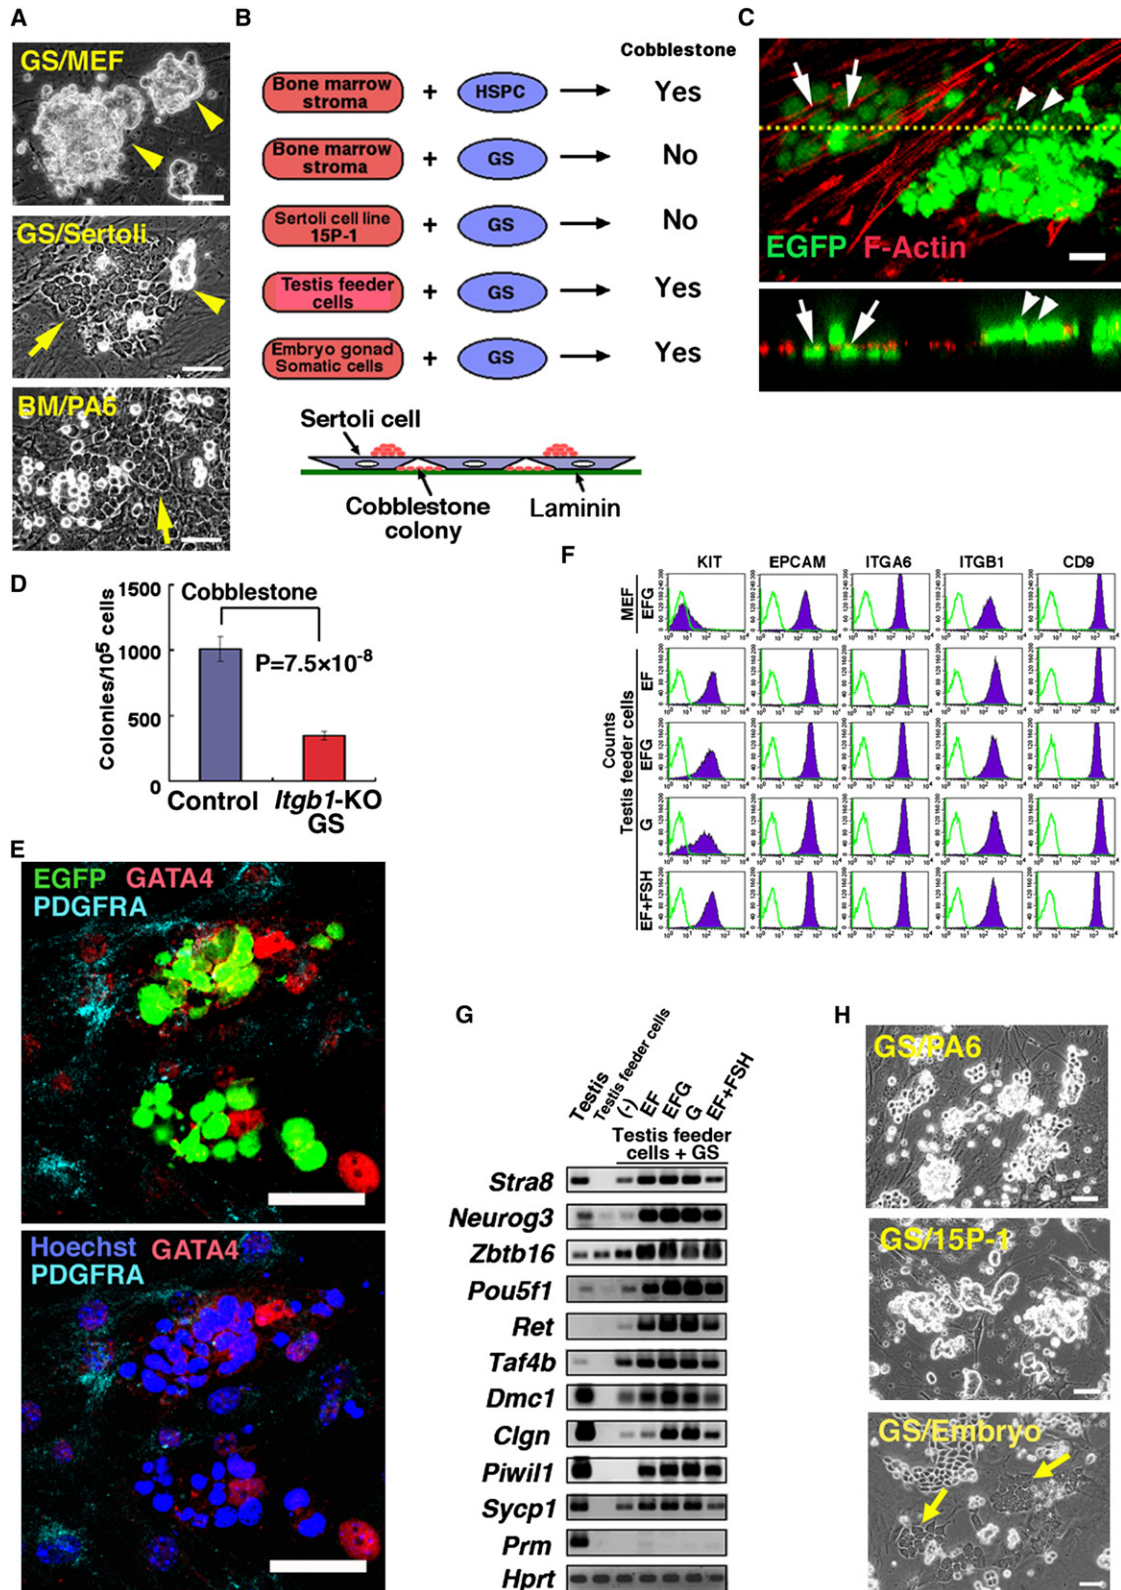 A
GS/MEF
GS/Sertoli
BM/PA6
B
Cobblestone
Bone marrow
stroma
+
HSPC
Yes
Bone marrow
stroma
+
GS
No
Sertoli cell line
15P-1
+
GS
No
Testis feeder
cells
+
GS
Yes
Embryo gonad
Somatic cells
+
GS
Yes
Sertoli cell
Cobblestone
colony
Laminin
C
EGFP F-Actin
D
Colonies/10⁵ cells
1500
1000
500
0
Cobblestone
P=7.5×10⁻⁸
Control
Itgb1-KO
GS
E
EGFP GATA4
PDGFRA
Hoechst GATA4
PDGFRA
F
KIT EPCAM ITGA6 ITGB1 CD9
MEF
EFG
Counts
Testis feeder cells
EF
EFG
G
EF+FSH
G
Testis
Testis feeder cells
(-)
EF
EFG
G
EF+FSH
Testis feeder
cells + GS
Stra8
Neurog3
Zbtb16
Pou5f1
Ret
Taf4b
Dmc1
Clgn
Piwil1
Sycp1
Prm
Hprt
H
GS/PA6
GS/15P-1
GS/Embryo